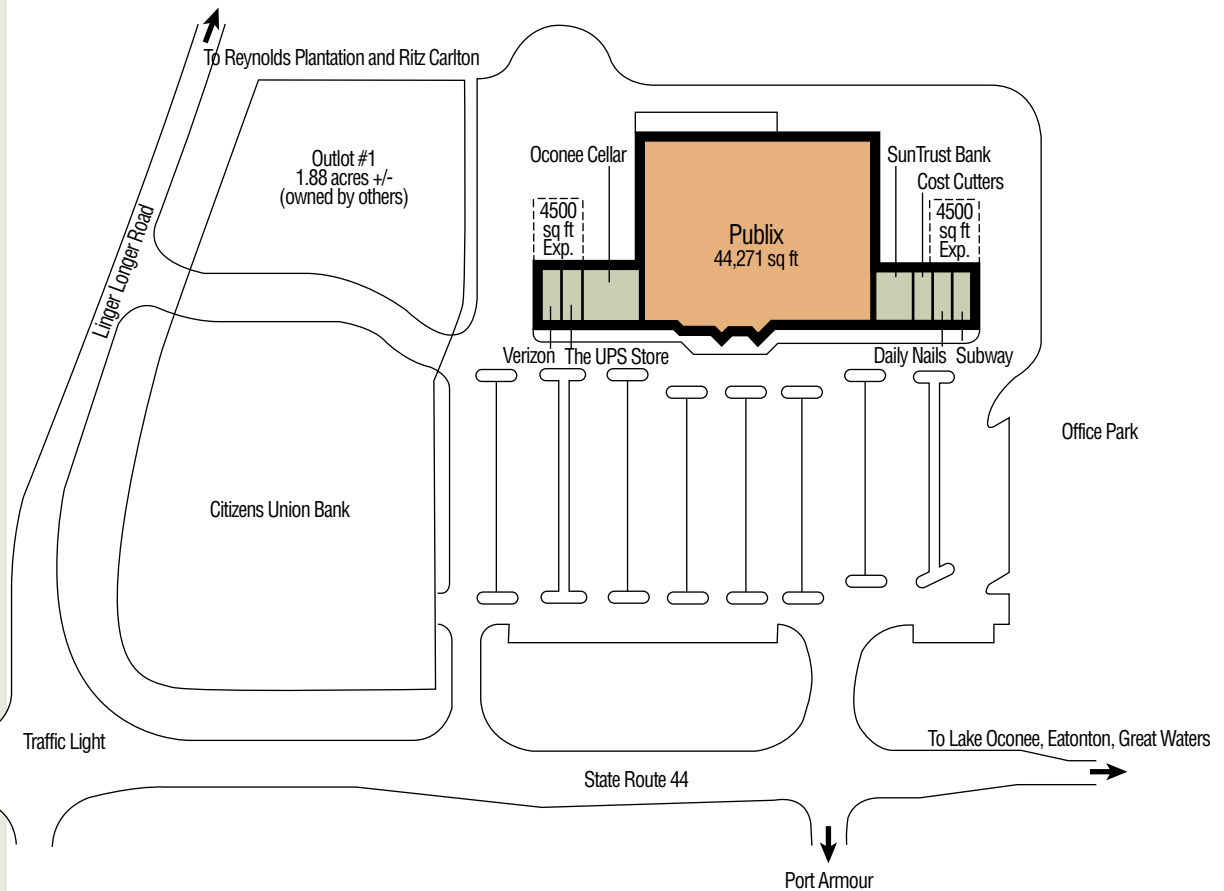 To Reynolds Plantation and Ritz Carlton
Outlot #1
1.88 acres +/-
(owned by others)
Linger Longer Road
Oconee Cellar
4500
sq ft
Exp.
Publix
44,271 sq ft
SunTrust Bank
Cost Cutters
4500
sq ft
Exp.
Verizon
The UPS Store
Daily Nails
Subway
Office Park
Citizens Union Bank
Traffic Light
To Lake Oconee, Eatonton, Great Waters
State Route 44
Port Armour